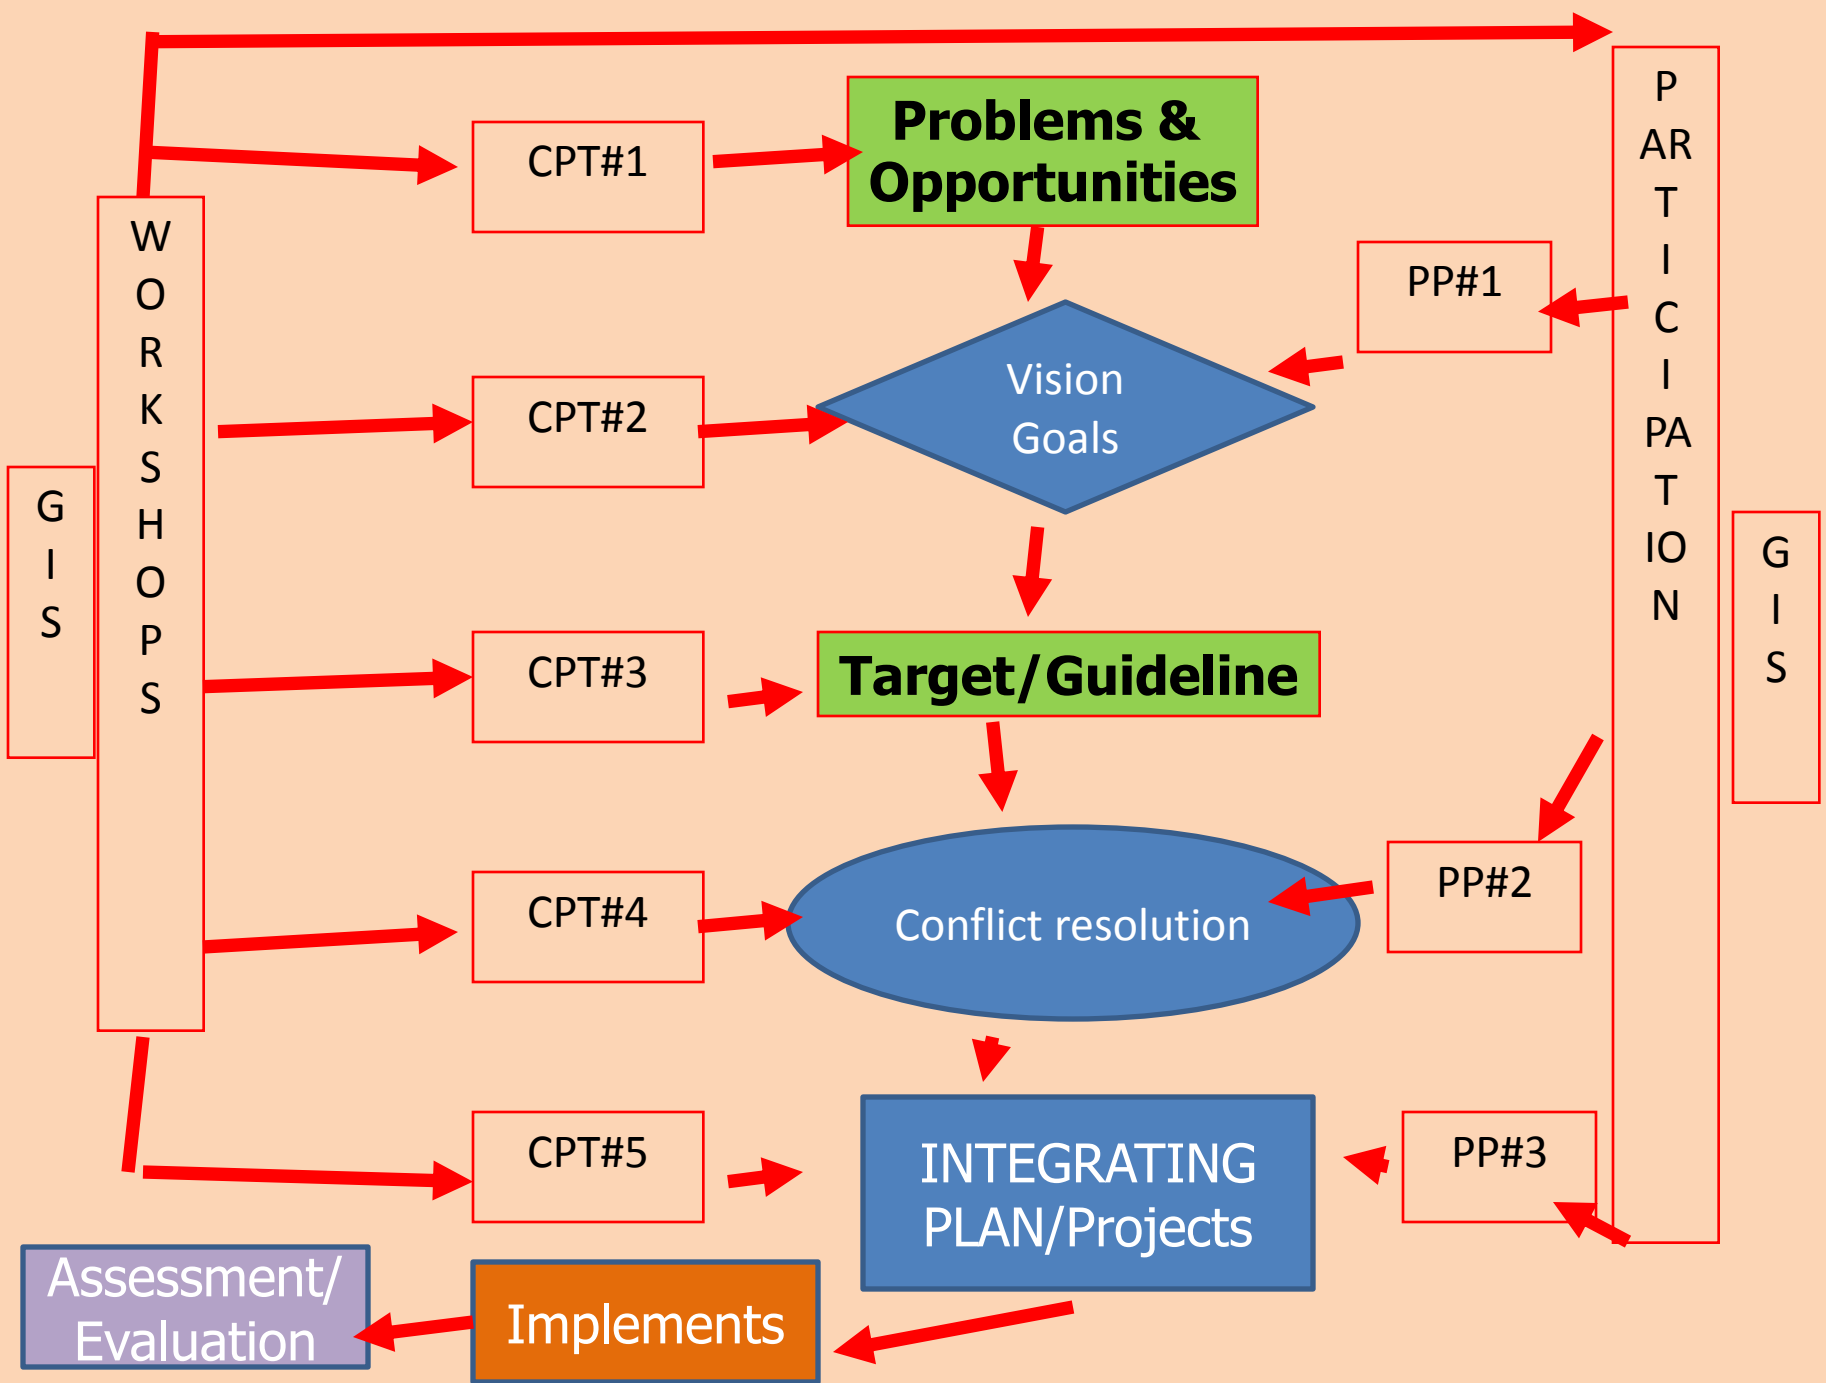 Problems &
Opportunities
CPT#1
P
AR
T
I
C
I
PA
T
IO
N
W
O
R
K
S
H
O
P
S
PP#1
Vision
Goals
CPT#2
G
I
S
G
I
S
CPT#3
Target/Guideline
CPT#4
Conflict resolution
PP#2
CPT#5
INTEGRATING
PLAN/Projects
PP#3
Assessment/
Evaluation
Implements